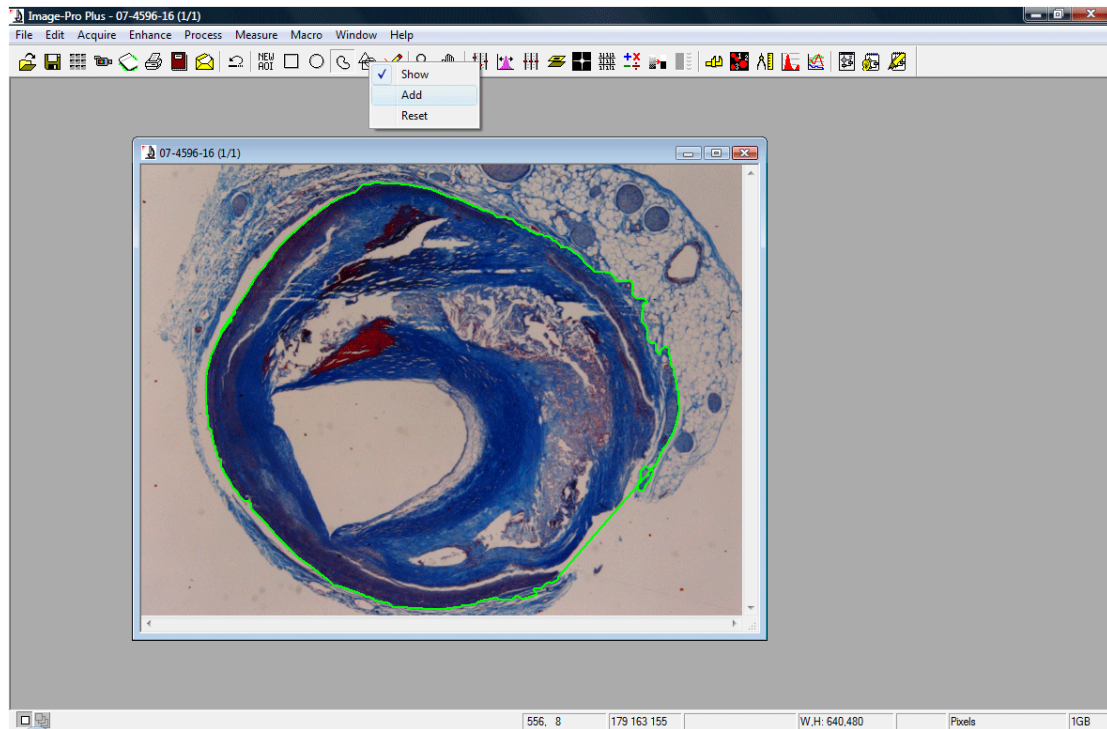 Image-Pro Plus - 07-4596-16 (1/1)
File Edit Acquire Enhance Process Measure Macro Window Help
NEW AOI
Show
Add
Reset
07-4596-16 (1/1)
556, 8 179 163 155 W,H: 640,480 Pixels 1GB